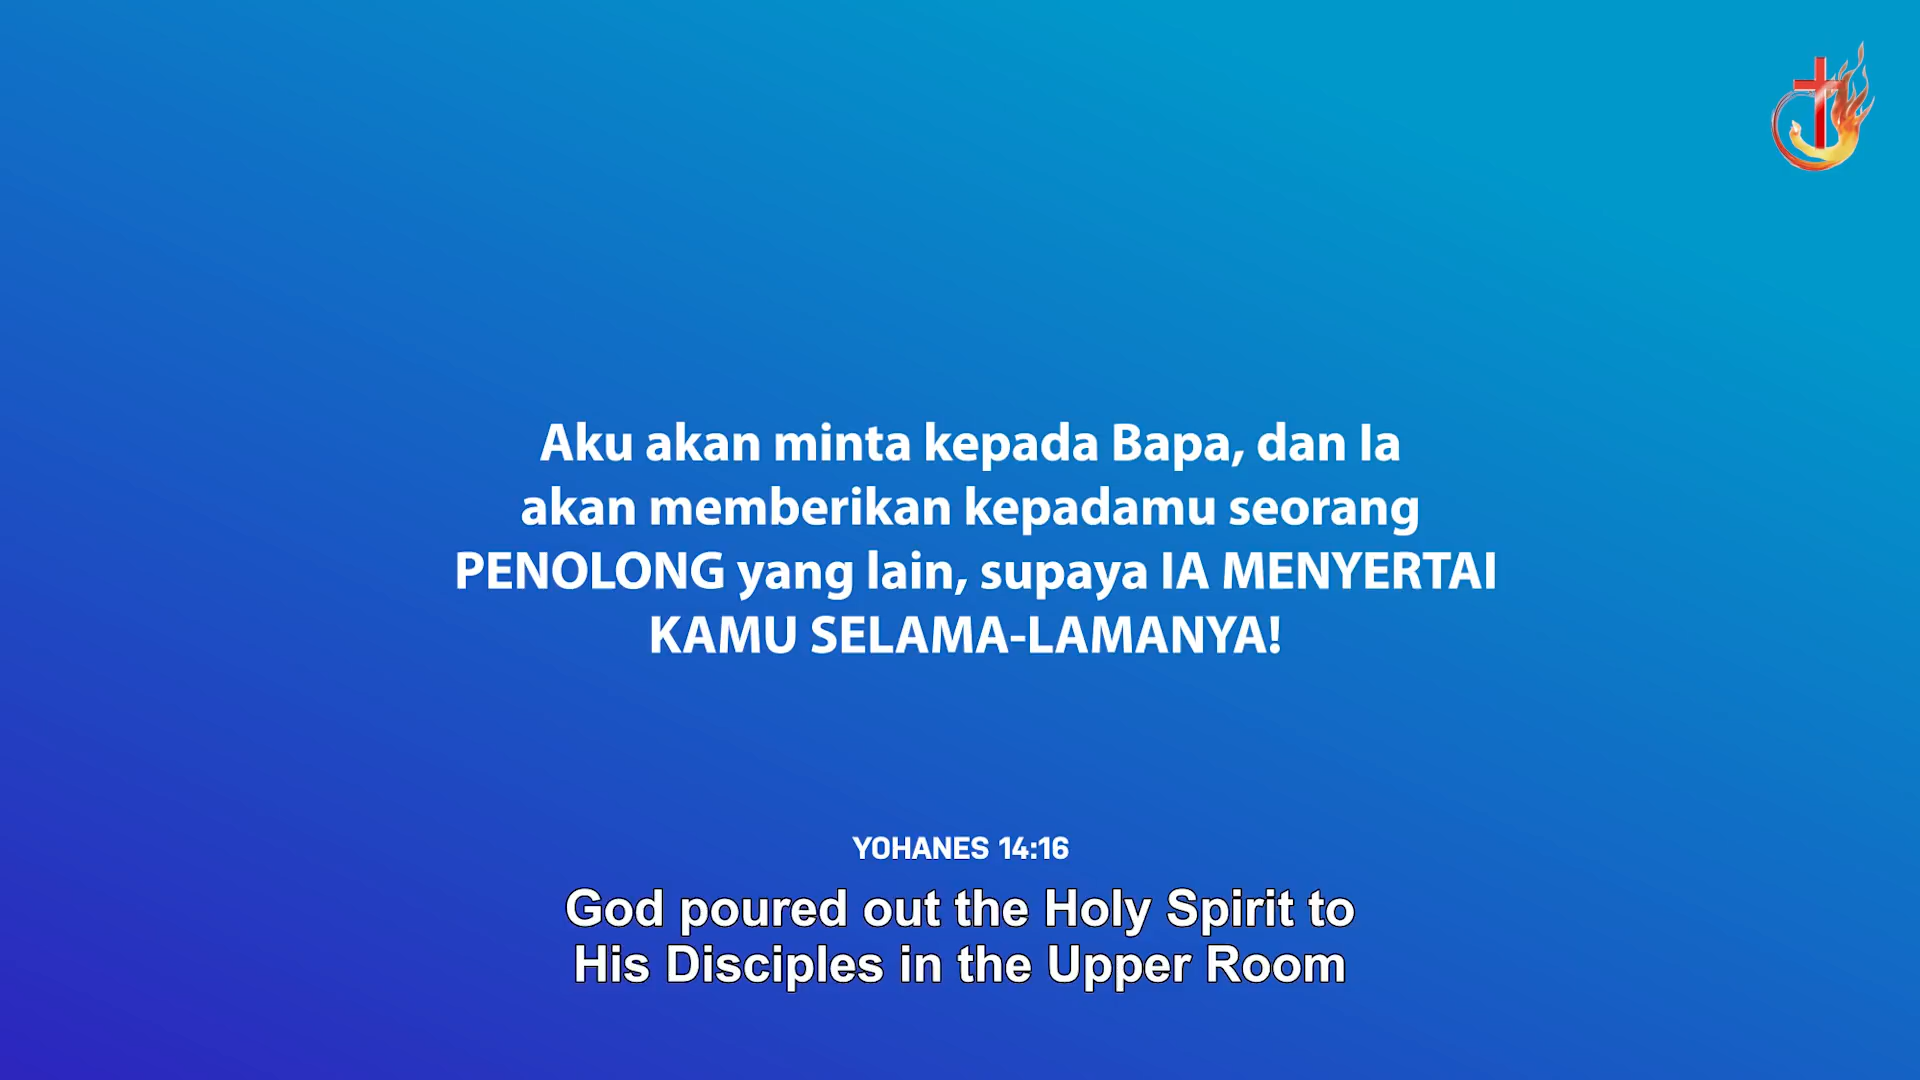 Aku akan minta kepada Bapa, dan Ia
akan memberikan kepadamu seorang
PENOLONG yang lain, supaya IA MENYERTAI
KAMU SELAMA-LAMANYA!
YOHANES 14:16
God poured out the Holy Spirit to
His Disciples in the Upper Room